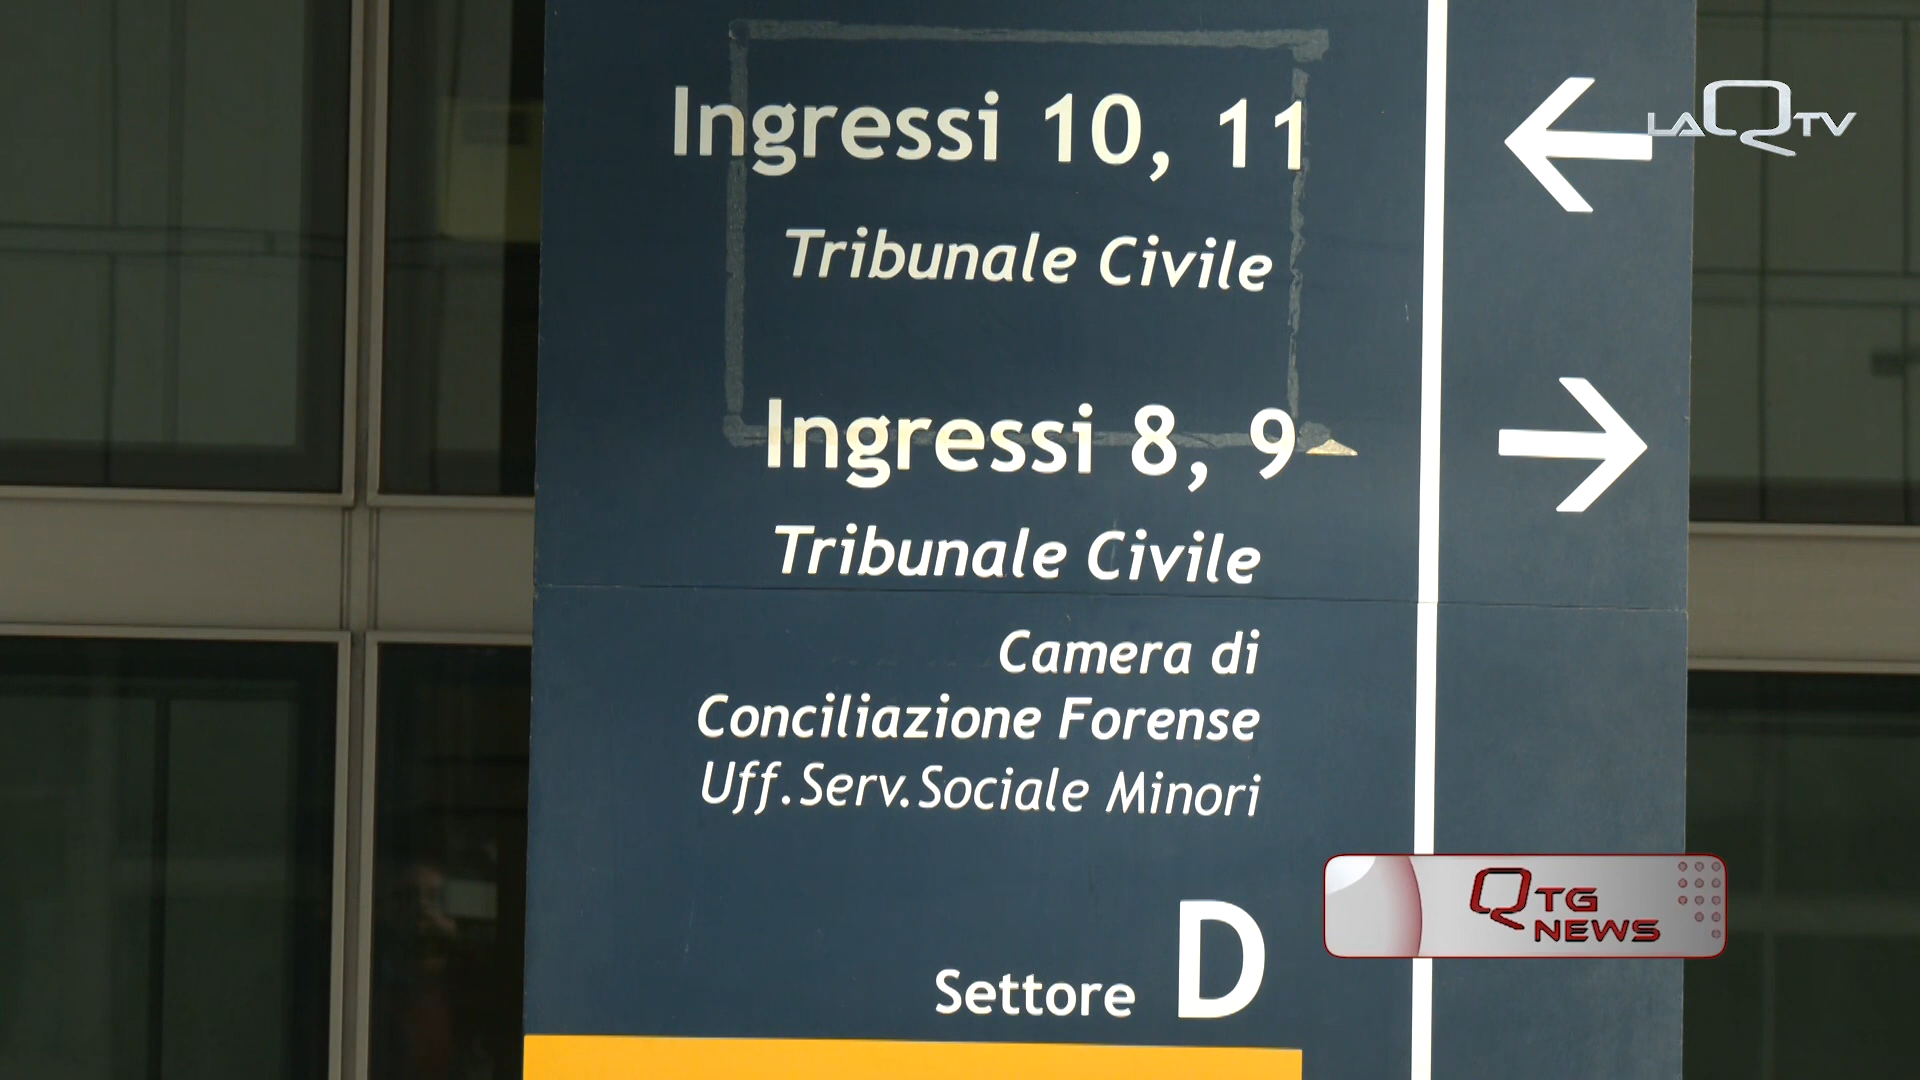 Ingressi 10, 11
LAQTV
Tribunale Civile
Ingressi 8, 9
Tribunale Civile
Camera di
Conciliazione Forense
Uff.Serv.Sociale Minori
Settore D
QTG
NEWS